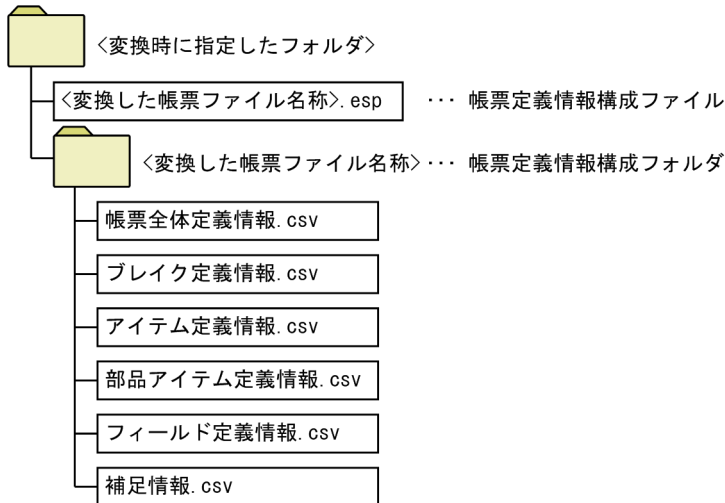 <変換時に指定したフォルダ>
<変換した帳票ファイル名称>.esp ··· 帳票定義情報構成ファイル
<変換した帳票ファイル名称>··· 帳票定義情報構成フォルダ
帳票全体定義情報.csv
ブレイク定義情報.csv
アイテム定義情報.csv
部品アイテム定義情報.csv
フィールド定義情報.csv
補足情報.csv